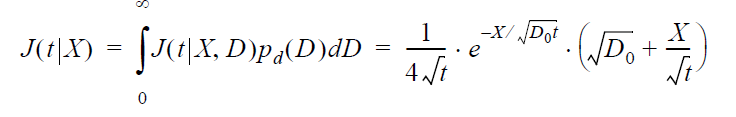 J(t|X) = ∫₀^∞ J(t|X, D)p_d(D)dD = 1/(4√t) · e^(–X/√(D₀t)) · (√D₀ + X/√t)